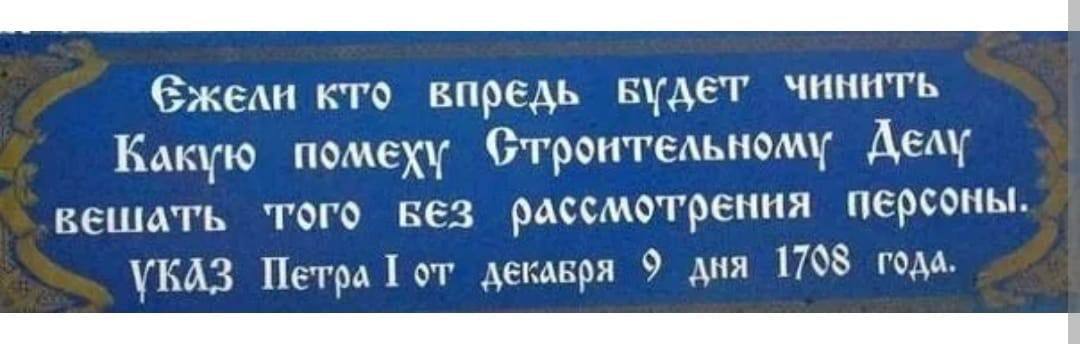 Ежели кто впредь будет чинить
Какую помеху Строительному Делу
вешать того без рассмотрения персоны.
УКАЗ Петра I от декабря 9 дня 1708 года.